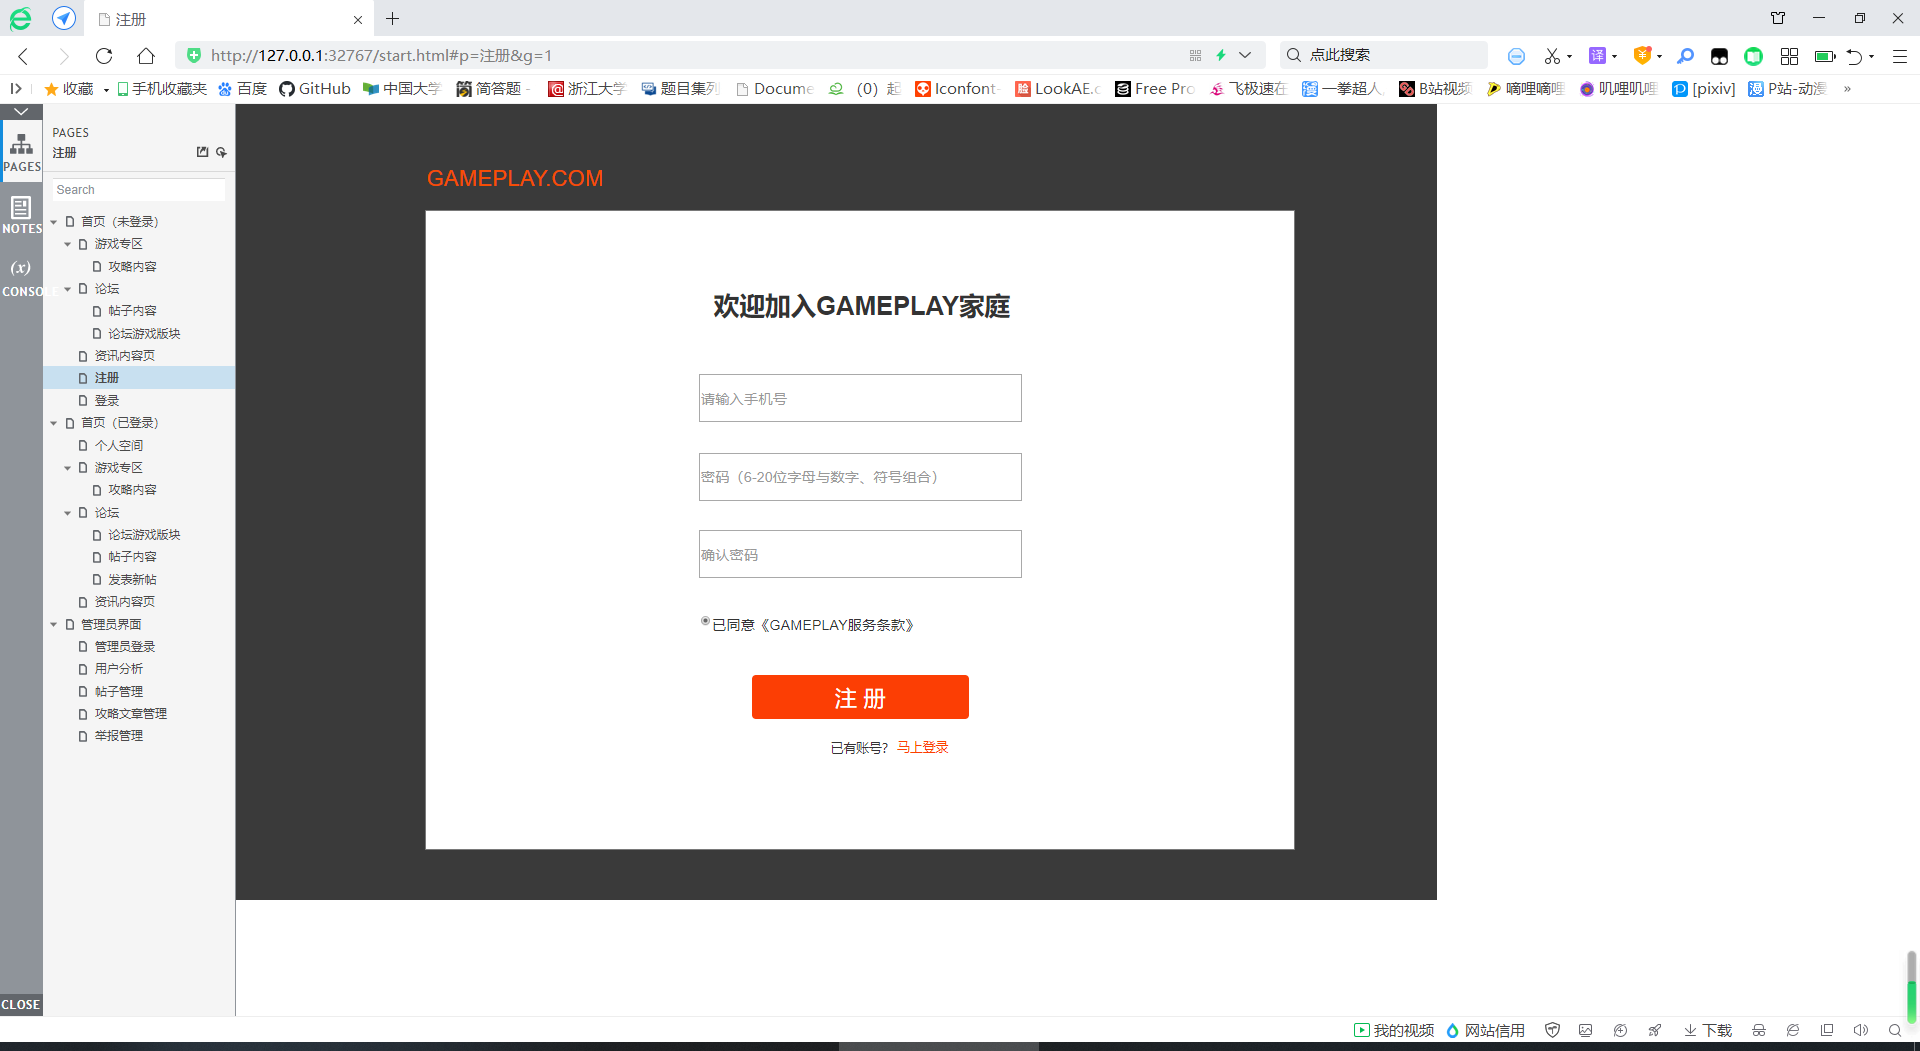 注册
http://127.0.0.1:32767/start.html#p=注册&g=1
点此搜索
译
收藏 手机收藏夹 百度 GitHub 中国大学 简答题 - 浙江大学 题目集列 Docume (0) 起 Iconfont- LookAE.c Free Pro 飞极速在 一拳超人 B站视频 嘀哩嘀哩 叽哩叽哩 [pixiv] P站-动漫 »
PAGES
注册
PAGES
Search
NOTES
(x)
CONSOLE
首页（未登录）
游戏专区
攻略内容
论坛
帖子内容
论坛游戏版块
资讯内容页
注册
登录
首页（已登录）
个人空间
游戏专区
攻略内容
论坛
论坛游戏版块
帖子内容
发表新帖
资讯内容页
管理员界面
管理员登录
用户分析
帖子管理
攻略文章管理
举报管理
CLOSE
GAMEPLAY.COM
欢迎加入GAMEPLAY家庭
请输入手机号
密码（6-20位字母与数字、符号组合）
确认密码
已同意《GAMEPLAY服务条款》
注 册
已有账号？ 马上登录
我的视频 网站信用 下载